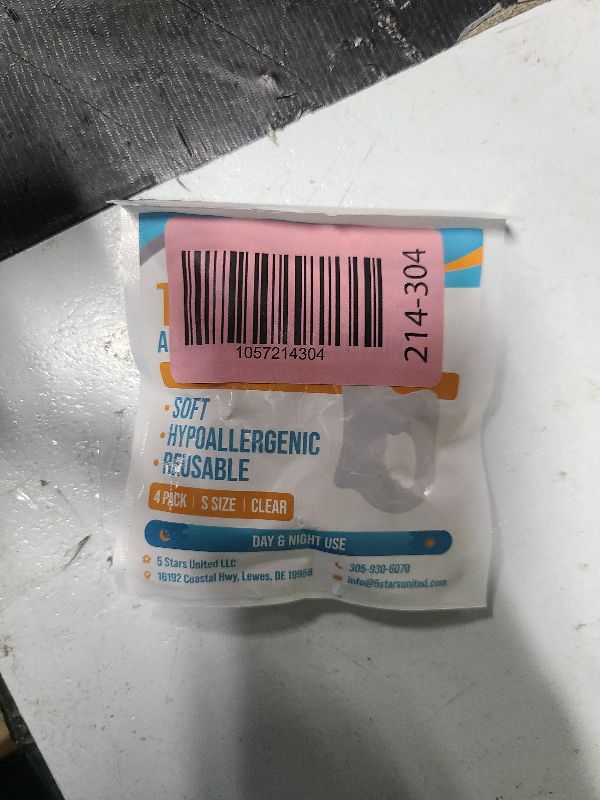 1057214304
214-304
• SOFT
• HYPOALLERGENIC
• REUSABLE
4 PACK | S SIZE | CLEAR
DAY & NIGHT USE
5 Stars United LLC
16192 Coastal Hwy, Lewes, DE 19958
305-930-6070
info@5starsunited.com